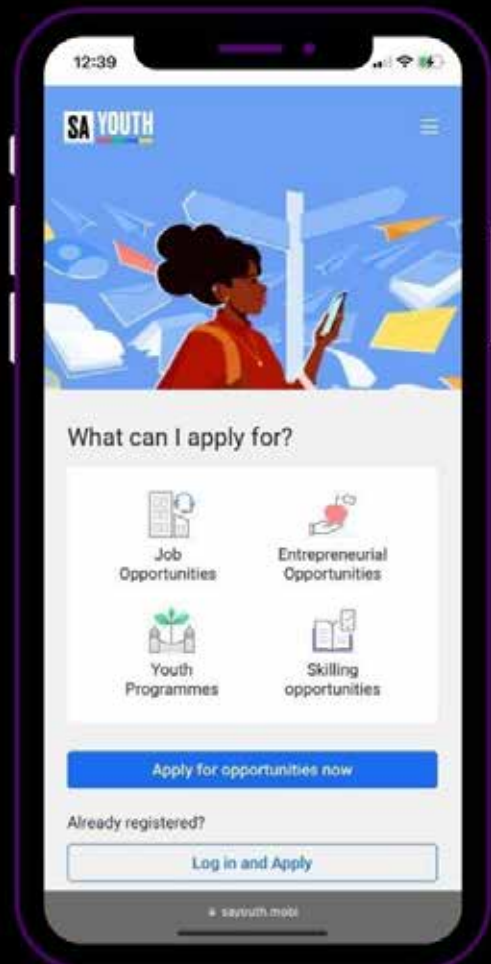 12:39
SA YOUTH
What can I apply for?
Job
Opportunities
Entrepreneurial
Opportunities
Youth
Programmes
Skilling
opportunities
Apply for opportunities now
Already registered?
Log in and Apply
sayouth.mobi